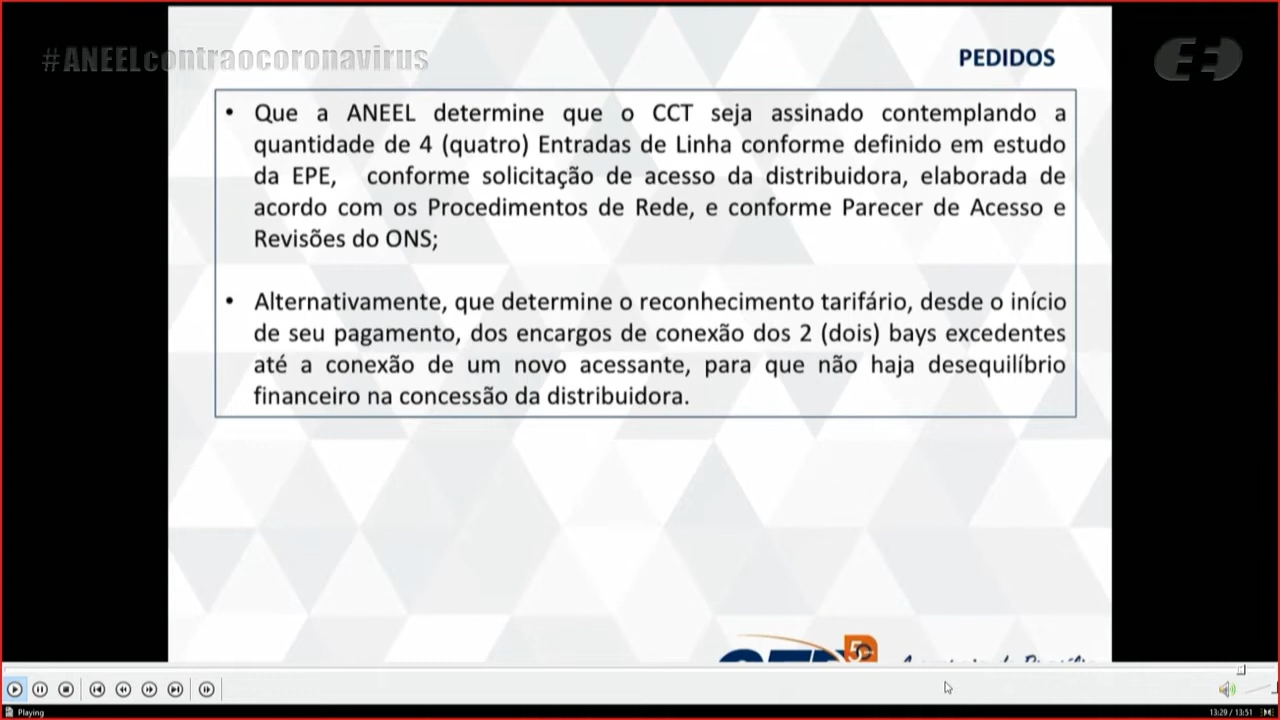 #ANEELcontraocoronavirus
PEDIDOS
• Que a ANEEL determine que o CCT seja assinado contemplando a
quantidade de 4 (quatro) Entradas de Linha conforme definido em estudo
da EPE, conforme solicitação de acesso da distribuidora, elaborada de
acordo com os Procedimentos de Rede, e conforme Parecer de Acesso e
Revisões do ONS;
• Alternativamente, que determine o reconhecimento tarifário, desde o início
de seu pagamento, dos encargos de conexão dos 2 (dois) bays excedentes
até a conexão de um novo acessante, para que não haja desequilíbrio
financeiro na concessão da distribuidora.
Playing
13:29 / 13:51